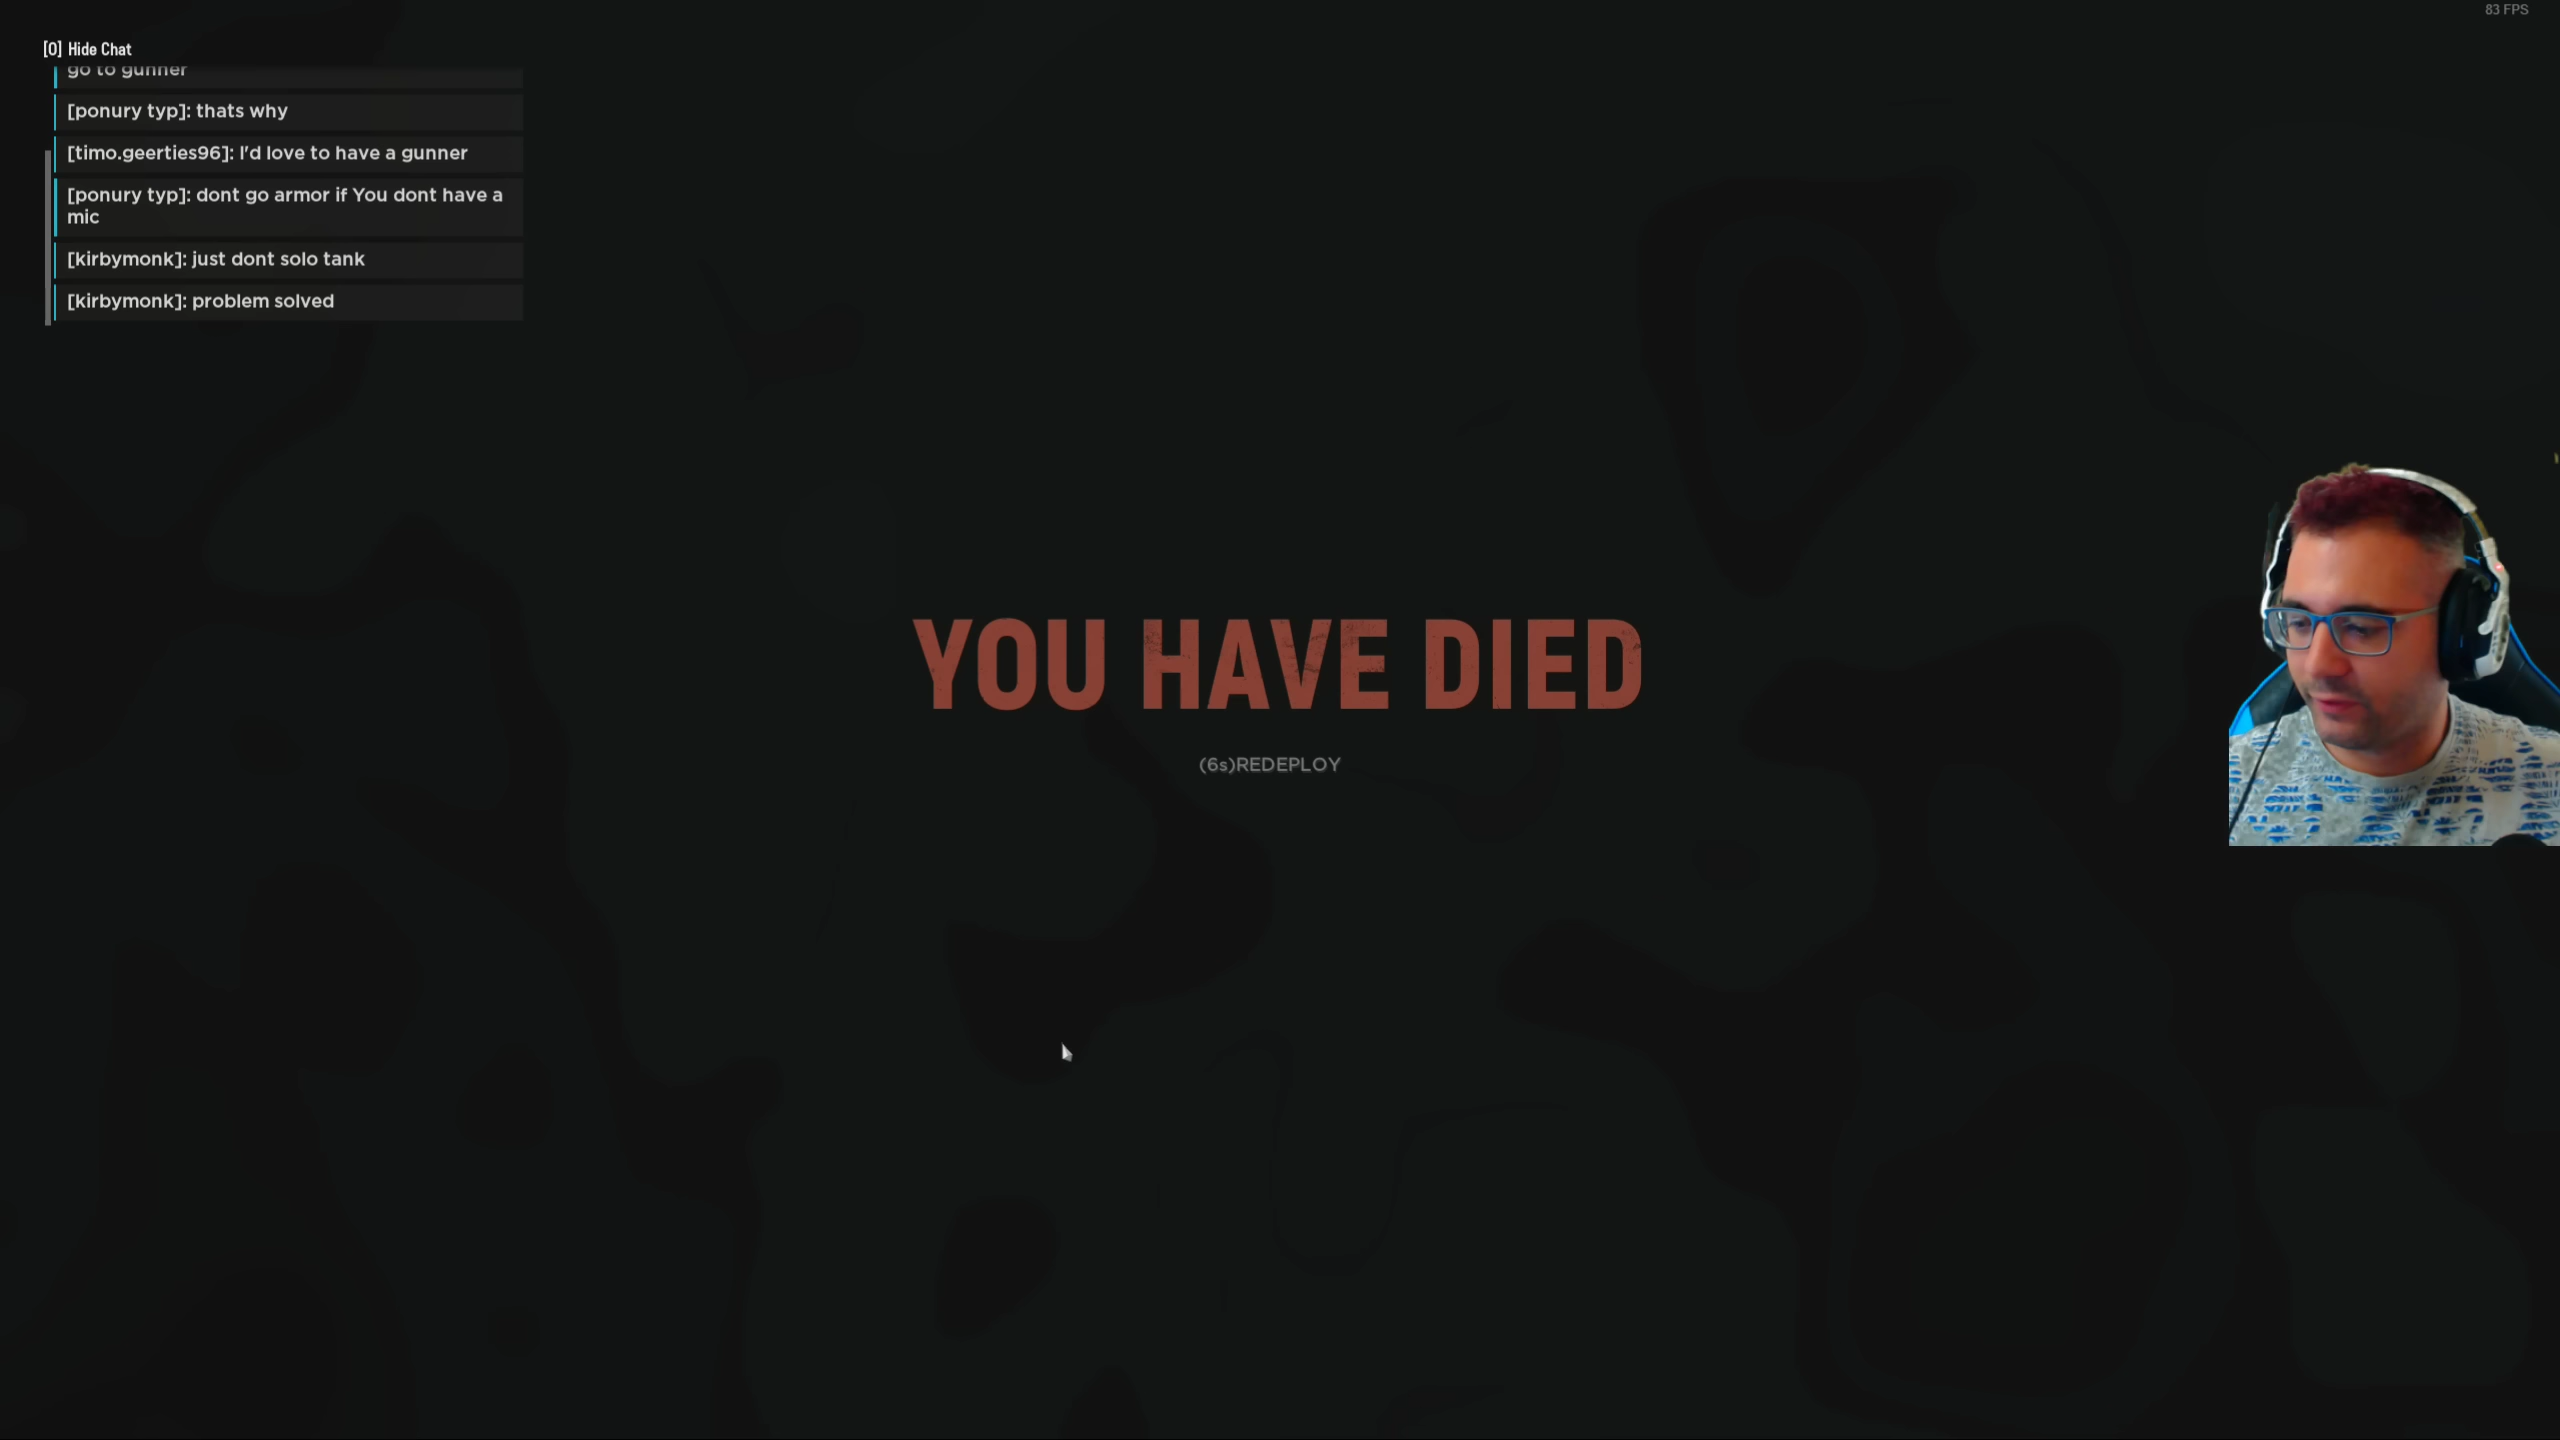 83 FPS
[O] Hide Chat
go to gunner
[ponury typ]: thats why
[timo.geerties96]: I'd love to have a gunner
[ponury typ]: dont go armor if You dont have a
mic
[kirbymonk]: just dont solo tank
[kirbymonk]: problem solved
YOU HAVE DIED
(6s)REDEPLOY